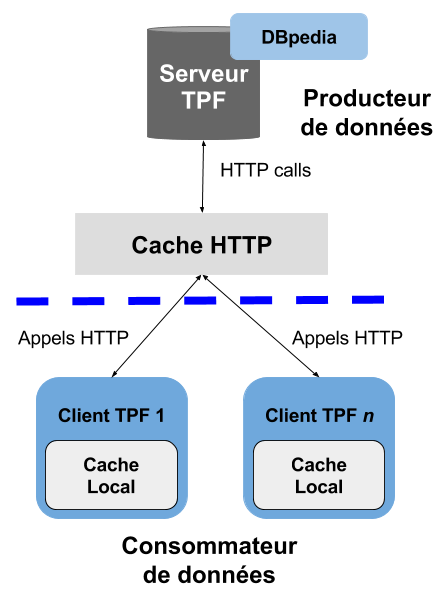 DBpedia
Serveur
TPF
Producteur
de données
HTTP calls
Cache HTTP
Appels HTTP
Appels HTTP
Client TPF 1
Client TPF n
Cache
Local
Cache
Local
Consommateur
de données